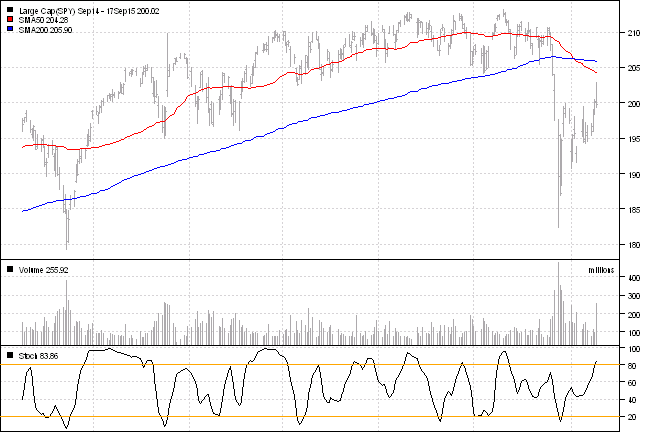 Large Cap(SPY) Sep14 - 17Sep15 200.02
SMA50 204.28
SMA200 205.90
210
205
200
195
190
185
180
Volume 255.92
millions
400
300
200
100
Stoch 83.86
100
80
60
40
20